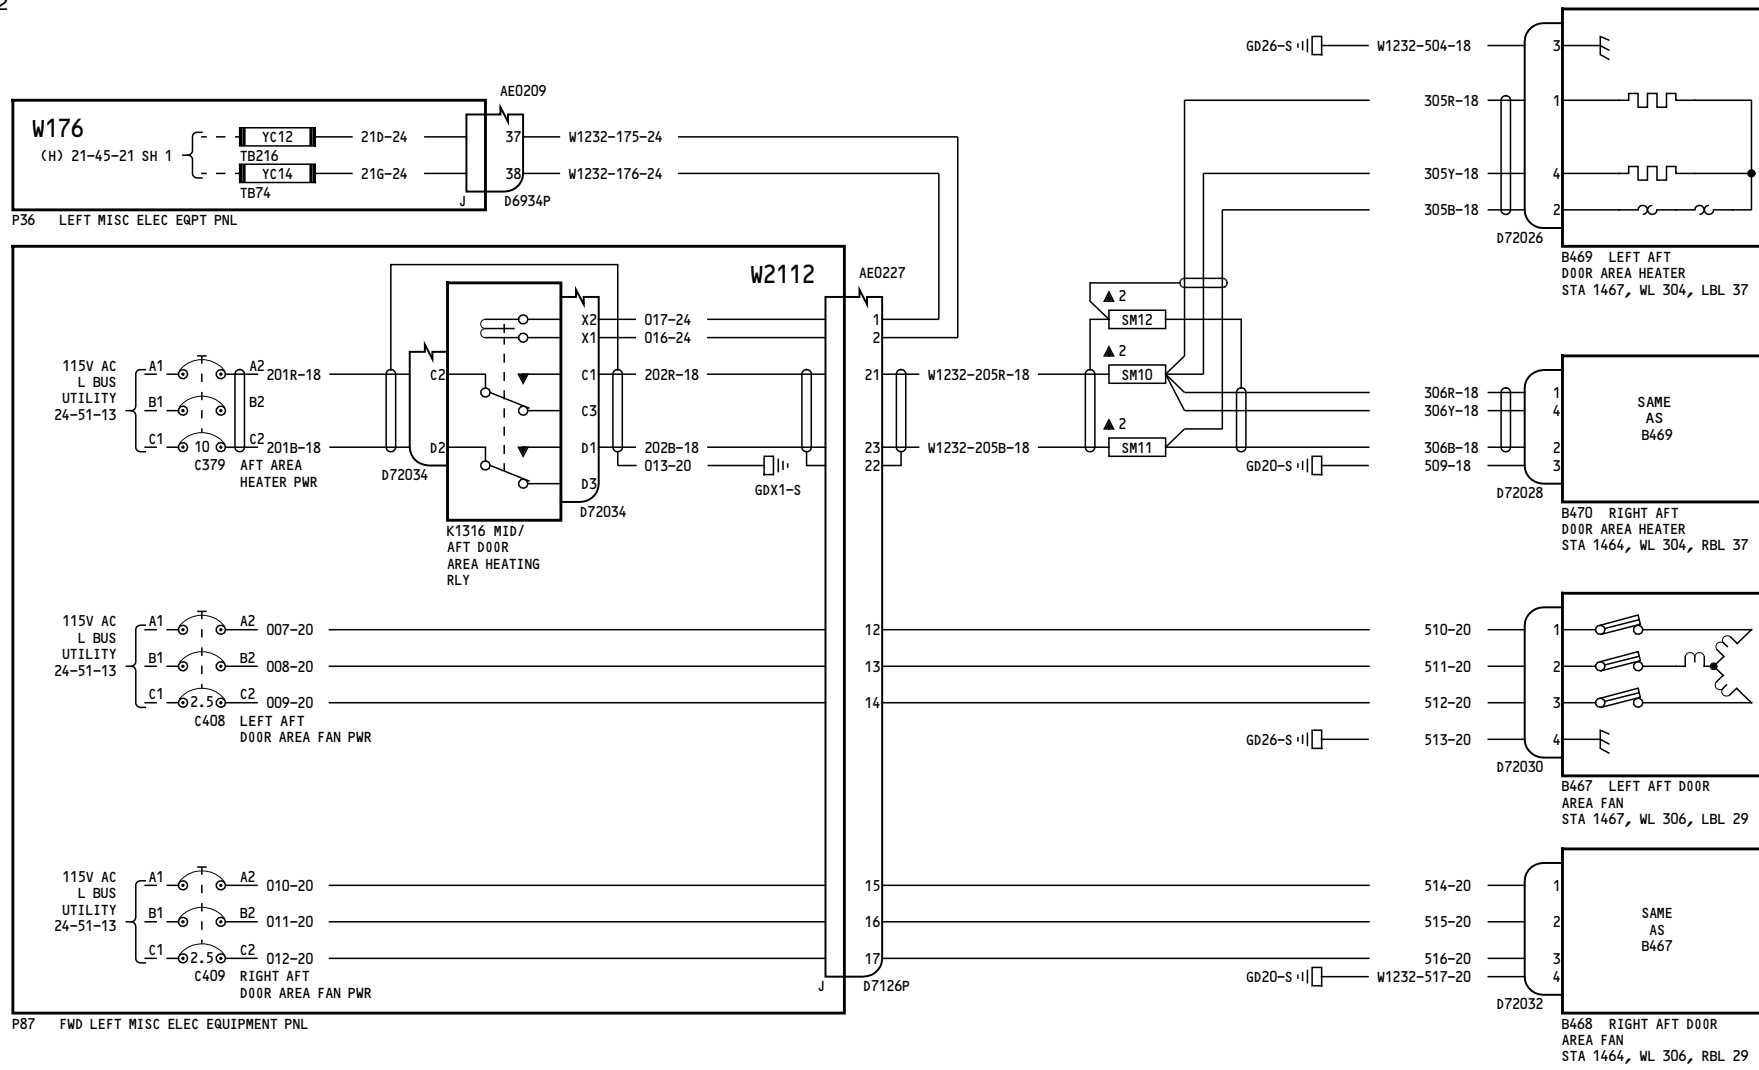 2
AE0209
W176
(H) 21-45-21 SH 1
YC12
TB216
YC14
TB74
21D-24
21G-24
37
38
J
D6934P
W1232-175-24
W1232-176-24
P36 LEFT MISC ELEC EQPT PNL
W2112
AE0227
115V AC
L BUS
UTILITY
24-51-13
A1
B1
C1
10
A2
B2
C2
C379
AFT AREA
HEATER PWR
201R-18
201B-18
C2
D2
D72034
X2
X1
C1
C3
D1
D3
D72034
K1316 MID/
AFT DOOR
AREA HEATING
RLY
017-24
016-24
202R-18
202B-18
013-20
GDX1-S
1
2
21
23
22
W1232-205R-18
W1232-205B-18
2
SM12
2
SM10
2
SM11
GD26-S
W1232-504-18
305R-18
305Y-18
305B-18
3
1
4
2
D72026
B469 LEFT AFT
DOOR AREA HEATER
STA 1467, WL 304, LBL 37
306R-18
306Y-18
306B-18
GD20-S
509-18
1
4
2
3
D72028
SAME
AS
B469
B470 RIGHT AFT
DOOR AREA HEATER
STA 1464, WL 304, RBL 37
115V AC
L BUS
UTILITY
24-51-13
A1
B1
C1
2.5
A2
B2
C2
007-20
008-20
009-20
C408
LEFT AFT
DOOR AREA FAN PWR
12
13
14
510-20
511-20
512-20
GD26-S
513-20
1
2
3
4
D72030
B467 LEFT AFT DOOR
AREA FAN
STA 1467, WL 306, LBL 29
115V AC
L BUS
UTILITY
24-51-13
A1
B1
C1
2.5
A2
B2
C2
010-20
011-20
012-20
C409
RIGHT AFT
DOOR AREA FAN PWR
15
16
17
J
D7126P
514-20
515-20
516-20
GD20-S
W1232-517-20
1
2
3
4
D72032
SAME
AS
B467
B468 RIGHT AFT DOOR
AREA FAN
STA 1464, WL 306, RBL 29
P87 FWD LEFT MISC ELEC EQUIPMENT PNL